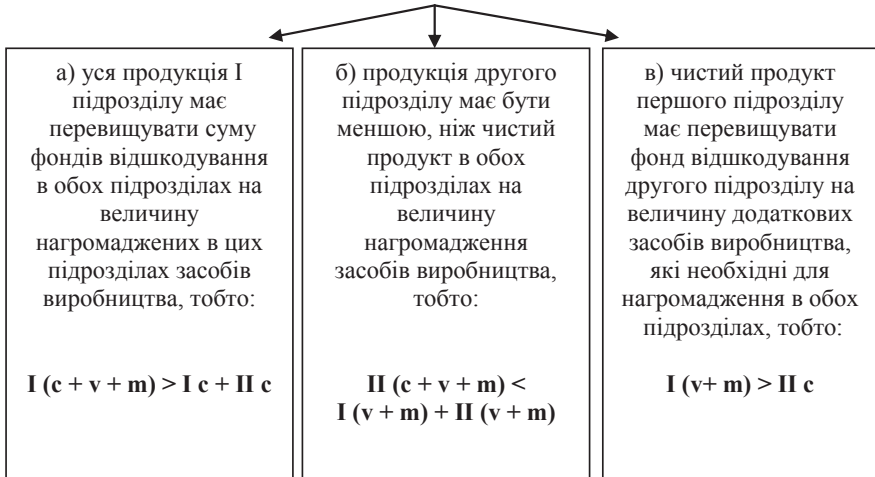 а) уся продукція І
підрозділу має
перевищувати суму
фондів відшкодування
в обох підрозділах на
величину
нагромаджених в цих
підрозділах засобів
виробництва, тобто:
I (c + v + m) > I c + II c
б) продукція другого
підрозділу має бути
меншою, ніж чистий
продукт в обох
підрозділах на
величину
нагромадження
засобів виробництва,
тобто:
II (c + v + m) <
I (v + m) + II (v + m)
в) чистий продукт
першого підрозділу
має перевищувати
фонд відшкодування
другого підрозділу на
величину додаткових
засобів виробництва,
які необхідні для
нагромадження в обох
підрозділах, тобто:
I (v+ m) > II c